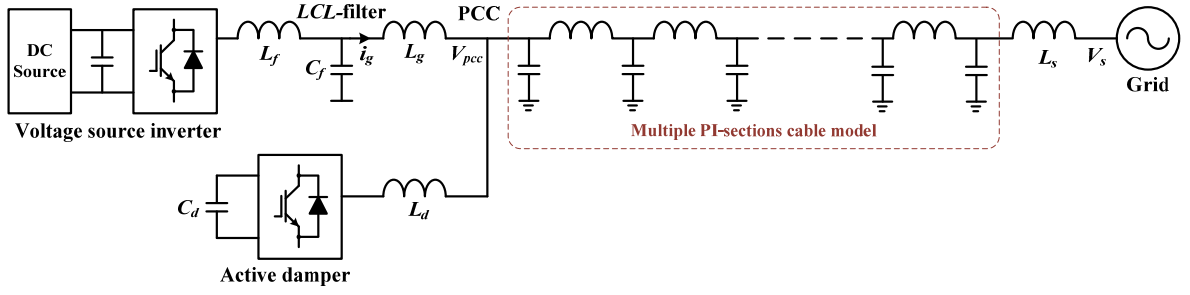 LCL-filter
PCC
DC
Source
Lf
Cf
ig
Lg
Vpcc
Ls
Vs
Grid
Voltage source inverter
Multiple PI-sections cable model
Cd
Ld
Active damper